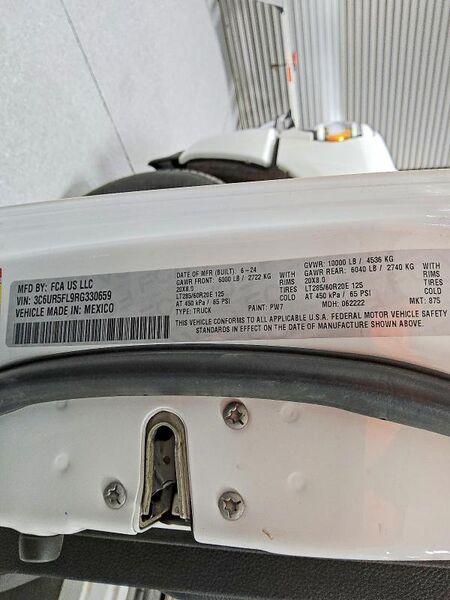 MFD BY: FCA US LLC
VIN: 3C6UR5FL9RG330659
VEHICLE MADE IN: MEXICO
DATE OF MFR (BUILT): 6-24
GAWR FRONT: 6000 LB / 2722 KG
20X8.0 RIMS
LT285/60R20E 125 TIRES
AT 450 kPa / 65 PSI COLD
TYPE: TRUCK PAINT: PW7
GVWR: 10000 LB / 4536 KG
GAWR REAR: 6040 LB / 2740 KG
20X8.0 RIMS
LT285/60R20E 125 TIRES
AT 450 kPa / 65 PSI COLD
MDH: 062222 MKT: 875
THIS VEHICLE CONFORMS TO ALL APPLICABLE U.S.A. FEDERAL MOTOR VEHICLE SAFETY
STANDARDS IN EFFECT ON THE DATE OF MANUFACTURE SHOWN ABOVE.